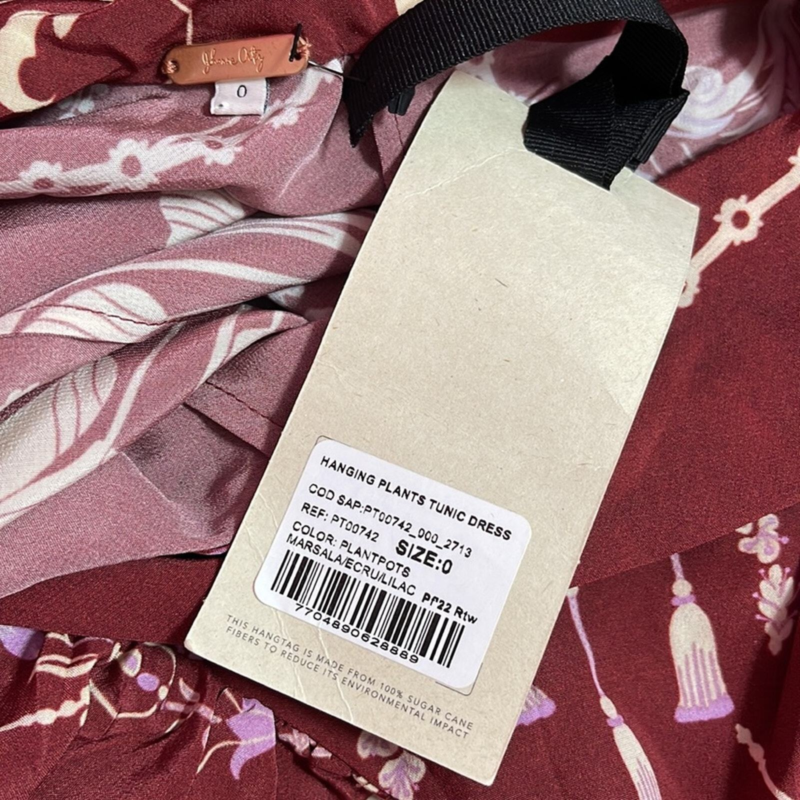 0
HANGING PLANTS TUNIC DRESS
COD SAP:PT00742_000_2713
REF: PT00742 SIZE:0
COLOR: PLANTPOTS
MARSALA/ECRU/LILAC PF22 Rtw
7704890628889
THIS HANGTAG IS MADE FROM 100% SUGAR CANE
FIBERS TO REDUCE ITS ENVIRONMENTAL IMPACT